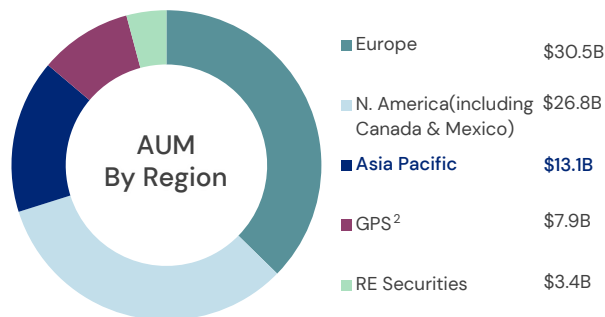 AUM
By Region
Europe $30.5B
N. America(including $26.8B
Canada & Mexico)
Asia Pacific $13.1B
GPS² $7.9B
RE Securities $3.4B